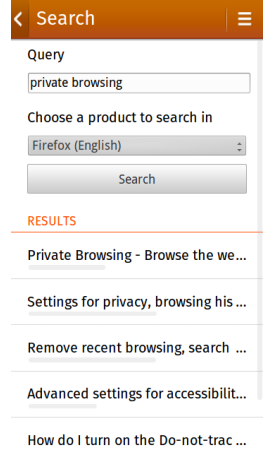 Search
Query
private browsing
Choose a product to search in
Firefox (English)
Search
RESULTS
Private Browsing - Browse the we...
Settings for privacy, browsing his ...
Remove recent browsing, search ...
Advanced settings for accessibilit...
How do I turn on the Do-not-trac ...